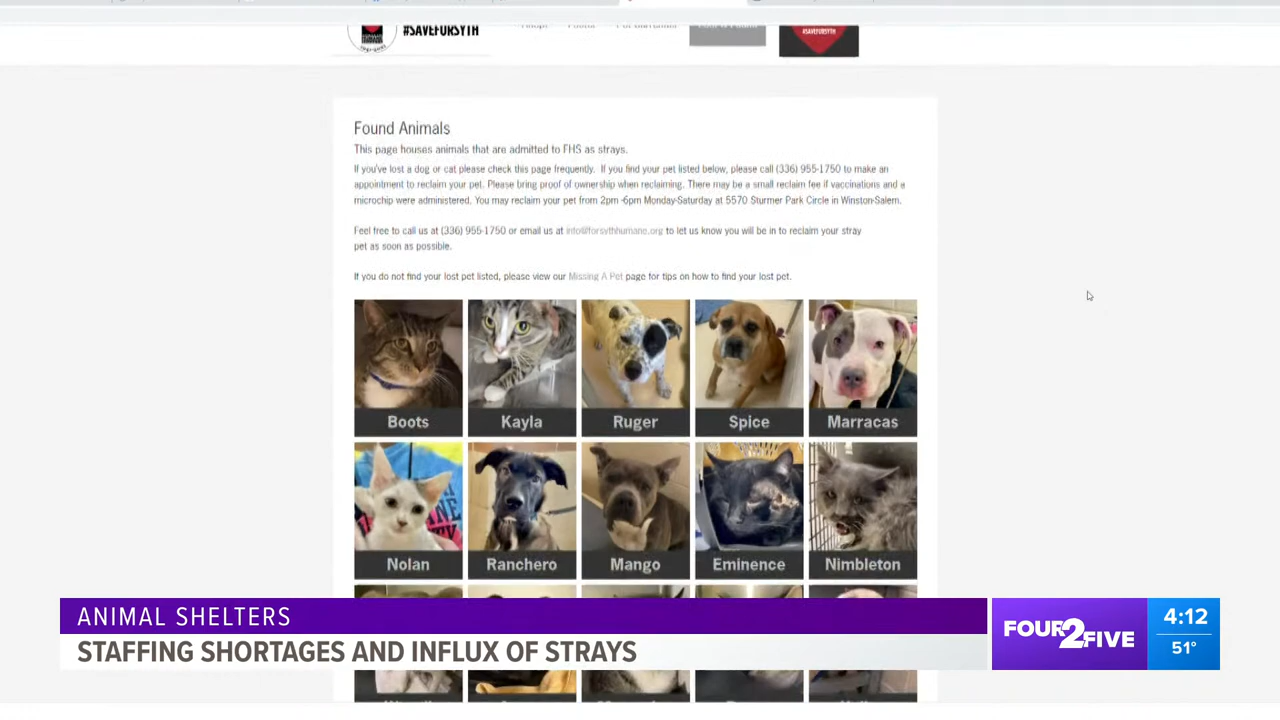 #SAVEFORSYTH
#SAVEFORSYTH
Found Animals
This page houses animals that are admitted to FHS as strays.
If you've lost a dog or cat please check this page frequently. If you find your pet listed below, please call (336) 955-1750 to make an
appointment to reclaim your pet. Please bring proof of ownership when reclaiming. There may be a small reclaim fee if vaccinations and a
microchip were administered. You may reclaim your pet from 2pm -6pm Monday-Saturday at 5570 Sturmer Park Circle in Winston-Salem.
Feel free to call us at (336) 955-1750 or email us at info@forsythhumane.org to let us know you will be in to reclaim your stray
pet as soon as possible.
If you do not find your lost pet listed, please view our Missing A Pet page for tips on how to find your lost pet.
Boots Kayla Ruger Spice Marracas
Nolan Ranchero Mango Eminence Nimbleton
ANIMAL SHELTERS
STAFFING SHORTAGES AND INFLUX OF STRAYS
FOUR2FIVE
4:12
51°